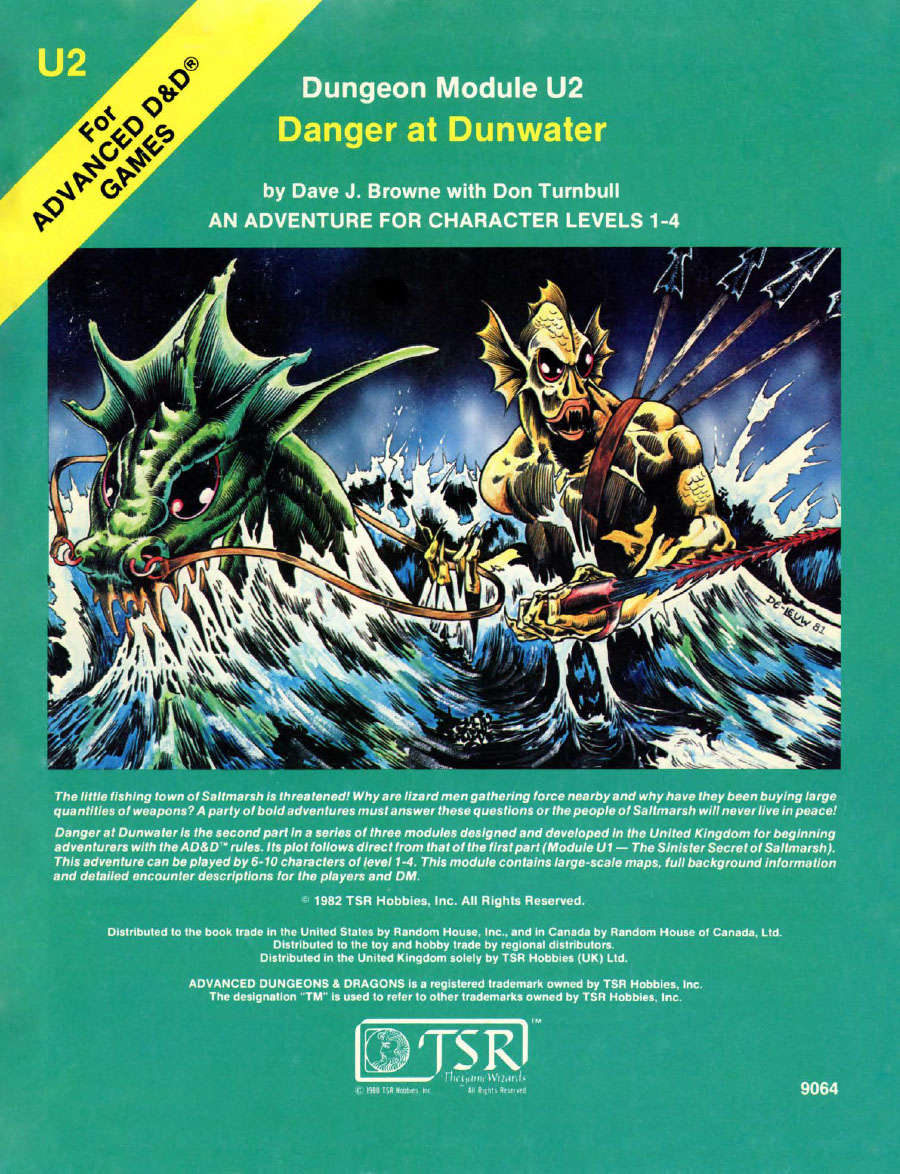 U2
For
ADVANCED D&D®
GAMES
Dungeon Module U2
Danger at Dunwater
by Dave J. Browne with Don Turnbull
AN ADVENTURE FOR CHARACTER LEVELS 1-4
DE-LEUW 81
The little fishing town of Saltmarsh is threatened! Why are lizard men gathering force nearby and why have they been buying large
quantities of weapons? A party of bold adventures must answer these questions or the people of Saltmarsh will never live in peace!
Danger at Dunwater is the second part in a series of three modules designed and developed in the United Kingdom for beginning
adventurers with the AD&D™ rules. Its plot follows direct from that of the first part (Module U1 — The Sinister Secret of Saltmarsh).
This adventure can be played by 6-10 characters of level 1-4. This module contains large-scale maps, full background information
and detailed encounter descriptions for the players and DM.
© 1982 TSR Hobbies, Inc. All Rights Reserved.
Distributed to the book trade in the United States by Random House, Inc., and in Canada by Random House of Canada, Ltd.
Distributed to the toy and hobby trade by regional distributors.
Distributed in the United Kingdom solely by TSR Hobbies (UK) Ltd.
ADVANCED DUNGEONS & DRAGONS is a registered trademark owned by TSR Hobbies, Inc.
The designation "TM" is used to refer to other trademarks owned by TSR Hobbies, Inc.
TSR™
The Game Wizards
© 1980 TSR Hobbies Inc. All Rights Reserved
9064